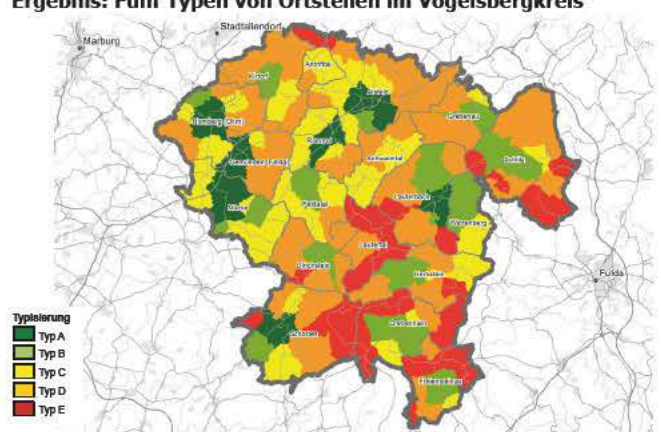 Ergebnis: Fünf Typen von Ortsteilen im Vogelsbergkreis
Stadtallendorf
Marburg
Antrifttal
Kirtorf
Alsfeld
Homberg (Ohm)
Grebenau
Romrod
Gemünden (Felda)
Schwalmtal
Schlitz
Lauterbach
Mücke
Feldatal
Wartenberg
Lautertal
Ulrichstein
Herbstein
Fulda
Typisierung
Typ A
Typ B
Typ C
Typ D
Typ E
Schotten
Grebenhain
Freiensteinau